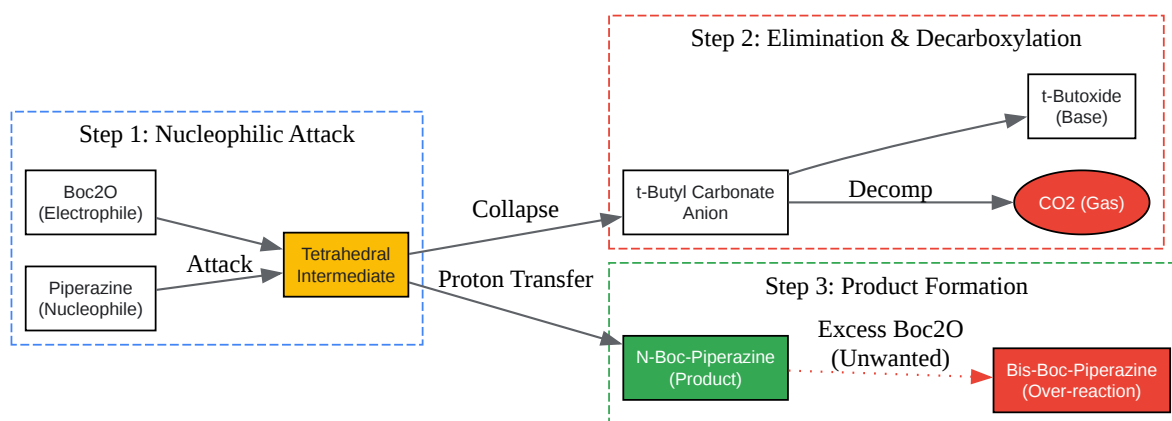 Step 1: Nucleophilic Attack
Boc2O
(Electrophile)
Piperazine
(Nucleophile)
Attack
Tetrahedral
Intermediate
Collapse
Proton Transfer
Step 2: Elimination & Decarboxylation
t-Butyl Carbonate
Anion
Decomp
t-Butoxide
(Base)
CO2 (Gas)
Step 3: Product Formation
N-Boc-Piperazine
(Product)
Excess Boc2O
(Unwanted)
Bis-Boc-Piperazine
(Over-reaction)